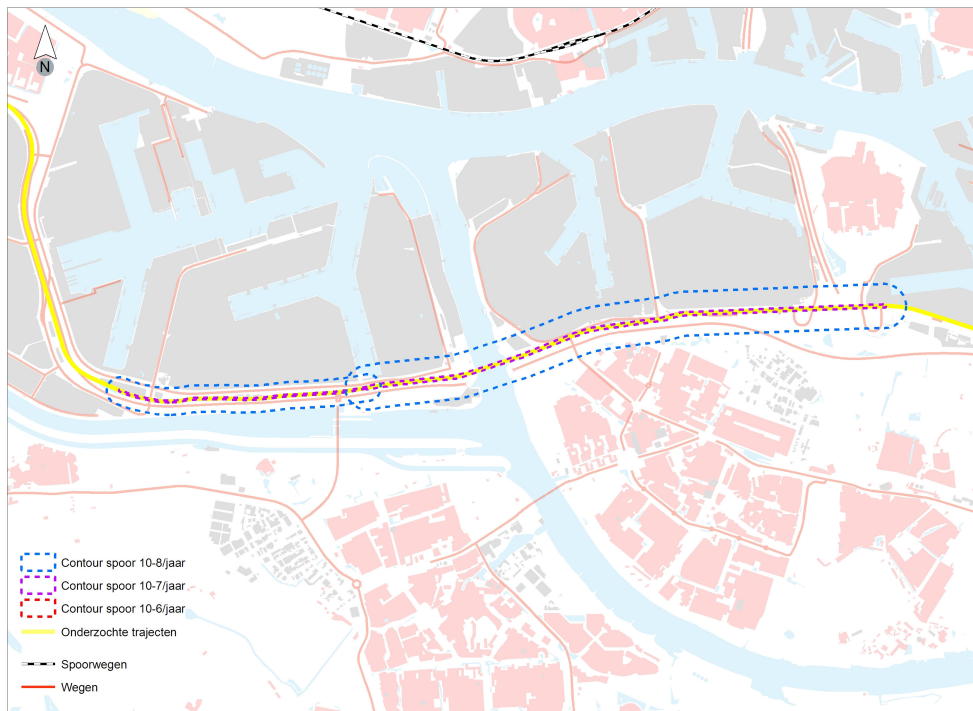 N
Contour spoor 10-8/jaar
Contour spoor 10-7/jaar
Contour spoor 10-6/jaar
Onderzochte trajecten
Spoorwegen
Wegen